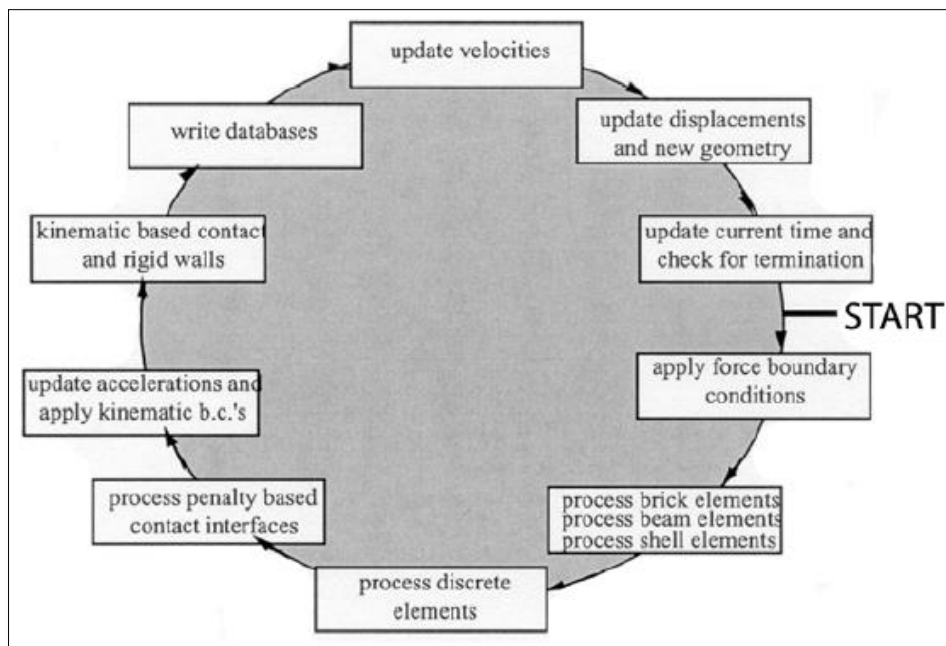 update velocities
update displacements
and new geometry
update current time and
check for termination
START
apply force boundary
conditions
process brick elements
process beam elements
process shell elements
process discrete
elements
process penalty based
contact interfaces
update accelerations and
apply kinematic b.c.'s
kinematic based contact
and rigid walls
write databases